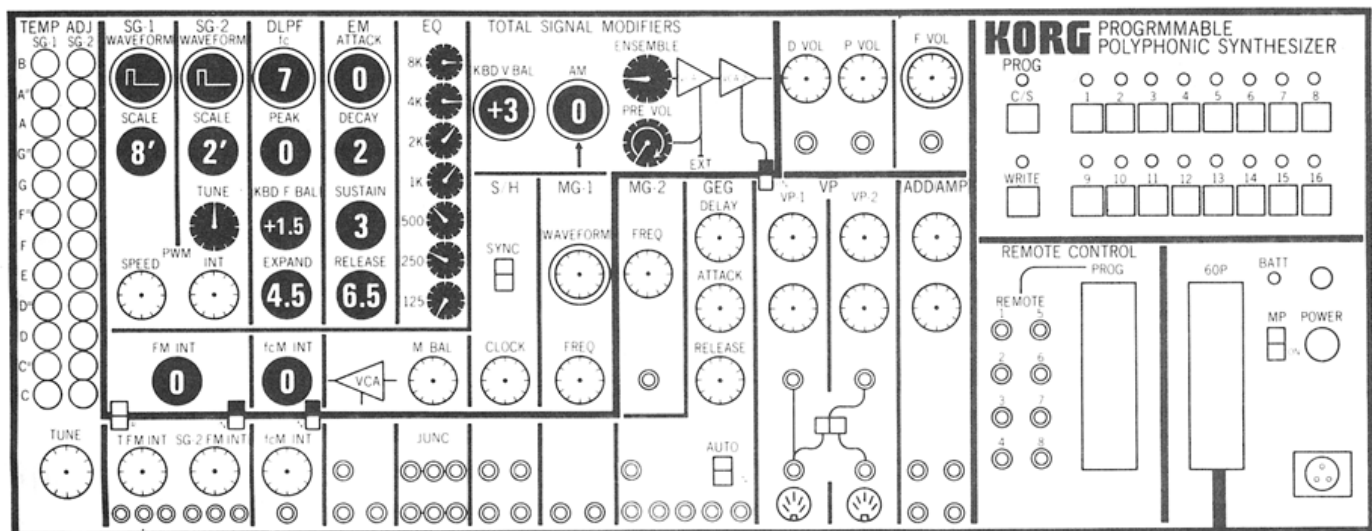 TEMP ADJ
SG 1 SG 2
B
A#
A
G#
G
F#
F
E
D#
D
C#
C
TUNE
SG-1
WAVEFORM
SCALE
8'
SG-2
WAVEFORM
SCALE
2'
TUNE
PWM
SPEED
INT
DLPF
fc
7
PEAK
0
KBD F BAL
+1.5
EXPAND
4.5
EM
ATTACK
0
DECAY
2
SUSTAIN
3
RELEASE
6.5
EQ
8K
4K
2K
1K
500
250
125
FM INT
0
fcM INT
0
VCA
M BAL
T FM INT
SG-2 FM INT
fcM INT
JUNC
TOTAL SIGNAL MODIFIERS
KBD V BAL
+3
AM
0
ENSEMBLE
VCA
VCA
PRE VOL
EXT
S/H
SYNC
CLOCK
MG-1
WAVEFORM
FREQ
MG-2
FREQ
GEG
DELAY
ATTACK
RELEASE
AUTO
D VOL
P VOL
F VOL
VP
VP-1
VP-2
ADD AMP
KORG PROGRMMABLE
POLYPHONIC SYNTHESIZER
PROG
C/S
1 2 3 4 5 6 7 8
WRITE
9 10 11 12 13 14 15 16
REMOTE CONTROL
PROG
REMOTE
1 5
2 6
3 7
4 8
60P
BATT
MP
ON
POWER